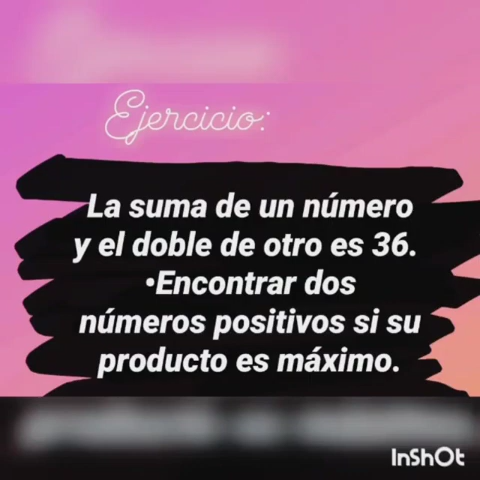 Ejercicio:
La suma de un número
y el doble de otro es 36.
•Encontrar dos
números positivos si su
producto es máximo.
InShOt